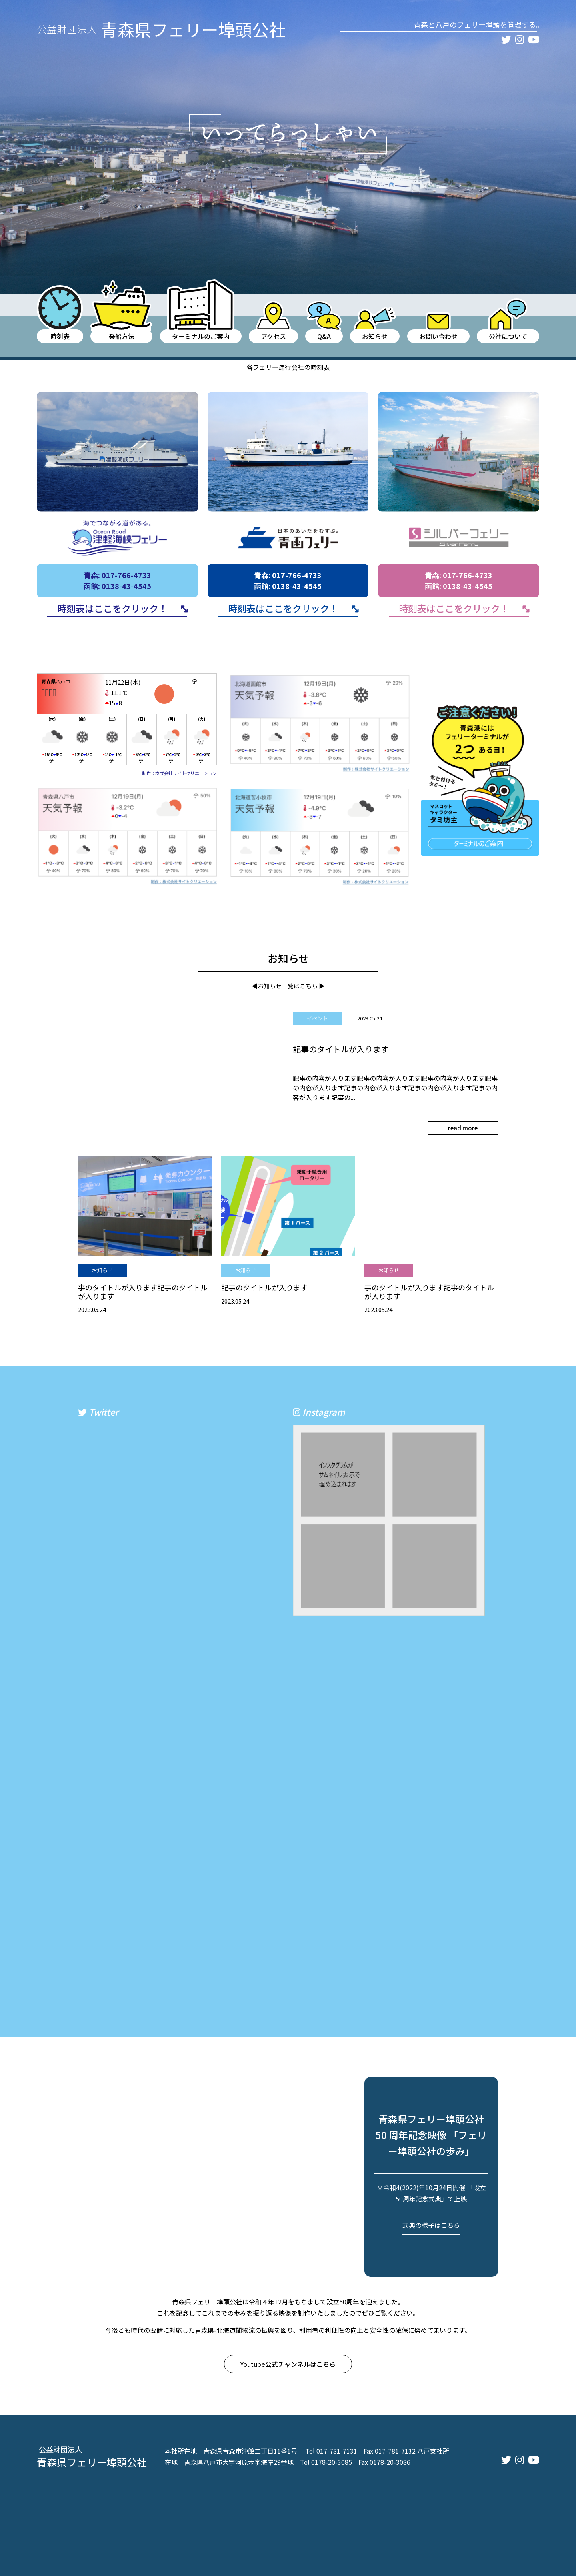 公益財団法人 青森県フェリー埠頭公社
青森と八戸のフェリー埠頭を管理する。
いってらっしゃい
時刻表
乗船方法
ターミナルのご案内
アクセス
Q&A
お知らせ
お問い合わせ
公社について
各フェリー運行会社の時刻表
海でつながる道がある。
Ocean Road
津軽海峡フェリー
日本のあいだをむすぶ。
青函フェリー
シルバーフェリー
Silver Ferry
青森: 017-766-4733
函館: 0138-43-4545
青森: 017-766-4733
函館: 0138-43-4545
青森: 017-766-4733
函館: 0138-43-4545
時刻表はここをクリック！
時刻表はここをクリック！
時刻表はここをクリック！
青森県八戸市
11月22日(水)
11.1℃
15 8
(木) (金) (土) (日) (月) (火)
制作：株式会社サイトクリエーション
北海道函館市
天気予報
12月19日(月)
-3.8℃
-3 -6
20%
(火) (水) (木) (金) (土) (日)
制作：株式会社サイトクリエーション
青森県八戸市
天気予報
12月19日(月)
-3.2℃
0 -4
50%
(火) (水) (木) (金) (土) (日)
制作：株式会社サイトクリエーション
北海道苫小牧市
天気予報
12月19日(月)
-4.9℃
-3 -7
10%
(火) (水) (木) (金) (土) (日)
制作：株式会社サイトクリエーション
ご注意ください!
青森港には
フェリーターミナルが
2つ あるヨ！
気を付ける
タミ〜！
マスコット
キャラクター
タミ坊主
ターミナルのご案内
お知らせ
◀お知らせ一覧はこちら ▶
イベント 2023.05.24
記事のタイトルが入ります
記事の内容が入ります記事の内容が入ります記事の内容が入ります記事
の内容が入ります記事の内容が入ります記事の内容が入ります記事の内
容が入ります記事の...
read more
乗船手続き用
ロータリー
第１バース
第２バース
お知らせ
事のタイトルが入ります記事のタイトル
が入ります
2023.05.24
お知らせ
記事のタイトルが入ります
2023.05.24
お知らせ
事のタイトルが入ります記事のタイトル
が入ります
2023.05.24
Twitter
Instagram
インスタグラムが
サムネイル表示で
埋め込まれます
青森県フェリー埠頭公社
50 周年記念映像 「フェリ
ー埠頭公社の歩み」
※令和4(2022)年10月24日開催 「設立
50周年記念式典」て上映
式典の様子はこちら
青森県フェリー埠頭公社は令和４年12月をもちまして設立50周年を迎えました。
これを記念してこれまでの歩みを振り返る映像を制作いたしましたのでぜひご覧ください。
今後とも時代の要請に対応した青森県-北海道間物流の振興を図り、利用者の利便性の向上と安全性の確保に努めてまいります。
Youtube公式チャンネルはこちら
公益財団法人
青森県フェリー埠頭公社
本社所在地 青森県青森市沖館二丁目11番1号 Tel 017-781-7131 Fax 017-781-7132 八戸支社所
在地 青森県八戸市大字河原木字海岸29番地 Tel 0178-20-3085 Fax 0178-20-3086